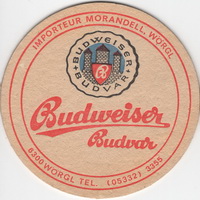 IMPORTEUR MORANDELL, WÖRGL
BUDWEISER
BUDVAR
Budweiser
Budvar
6300 WÖRGL TEL. (05332) 3355